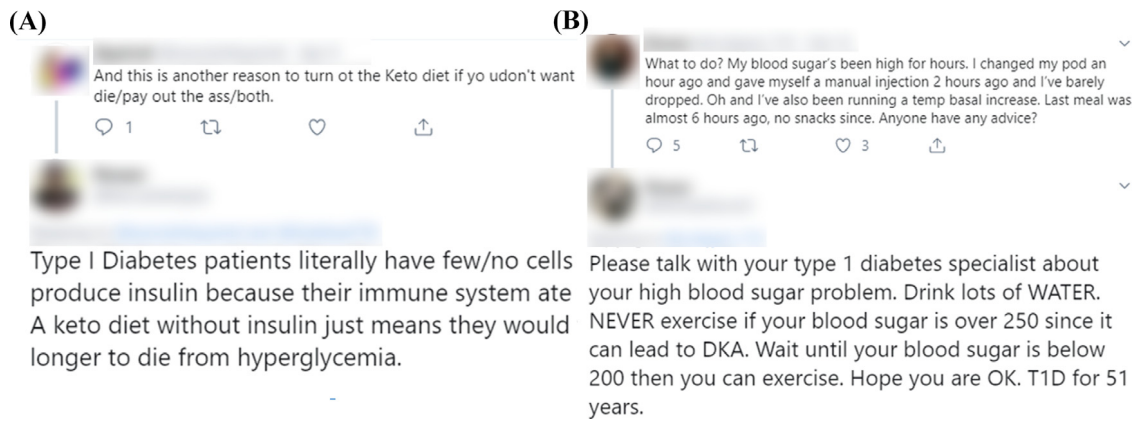 (A)
And this is another reason to turn ot the Keto diet if yo udon't want
die/pay out the ass/both.
1
Type I Diabetes patients literally have few/no cells
produce insulin because their immune system ate
A keto diet without insulin just means they would
longer to die from hyperglycemia.
(B)
What to do? My blood sugar's been high for hours. I changed my pod an
hour ago and gave myself a manual injection 2 hours ago and I've barely
dropped. Oh and I've also been running a temp basal increase. Last meal was
almost 6 hours ago, no snacks since. Anyone have any advice?
5 3
Please talk with your type 1 diabetes specialist about
your high blood sugar problem. Drink lots of WATER.
NEVER exercise if your blood sugar is over 250 since it
can lead to DKA. Wait until your blood sugar is below
200 then you can exercise. Hope you are OK. T1D for 51
years.